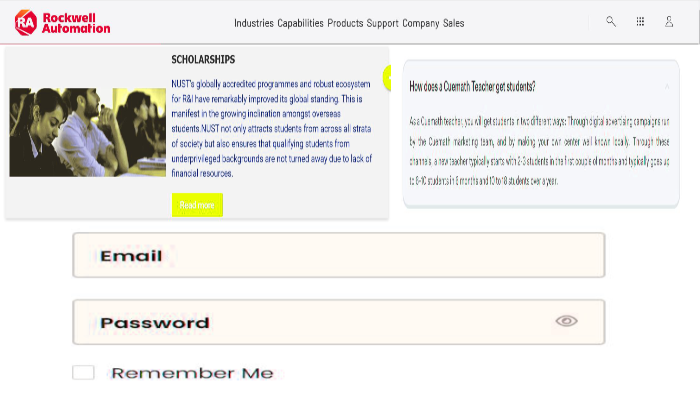 Rockwell
Automation
Industries Capabilities Products Support Company Sales
SCHOLARSHIPS
NUST's globally accredited programmes and robust ecosystem
for R&I have remarkably improved its global standing. This is
manifest in the growing inclination amongst overseas
students.NUST not only attracts students from across all strata
of society but also ensures that qualifying students from
underprivileged backgrounds are not turned away due to lack of
financial resources.
Read more
How does a Cuemath Teacher get students?
As a Cuemath teacher, you will get students in two different ways: Through digital advertising campaigns run
by the Cuemath marketing team, and by making your own center well known locally. Through these
channels, a new teacher typically starts with 2-3 students in the first couple of months and typically goes up
to 8-10 students in 6 months and 10 to 18 students over a year.
Email
Password
Remember Me